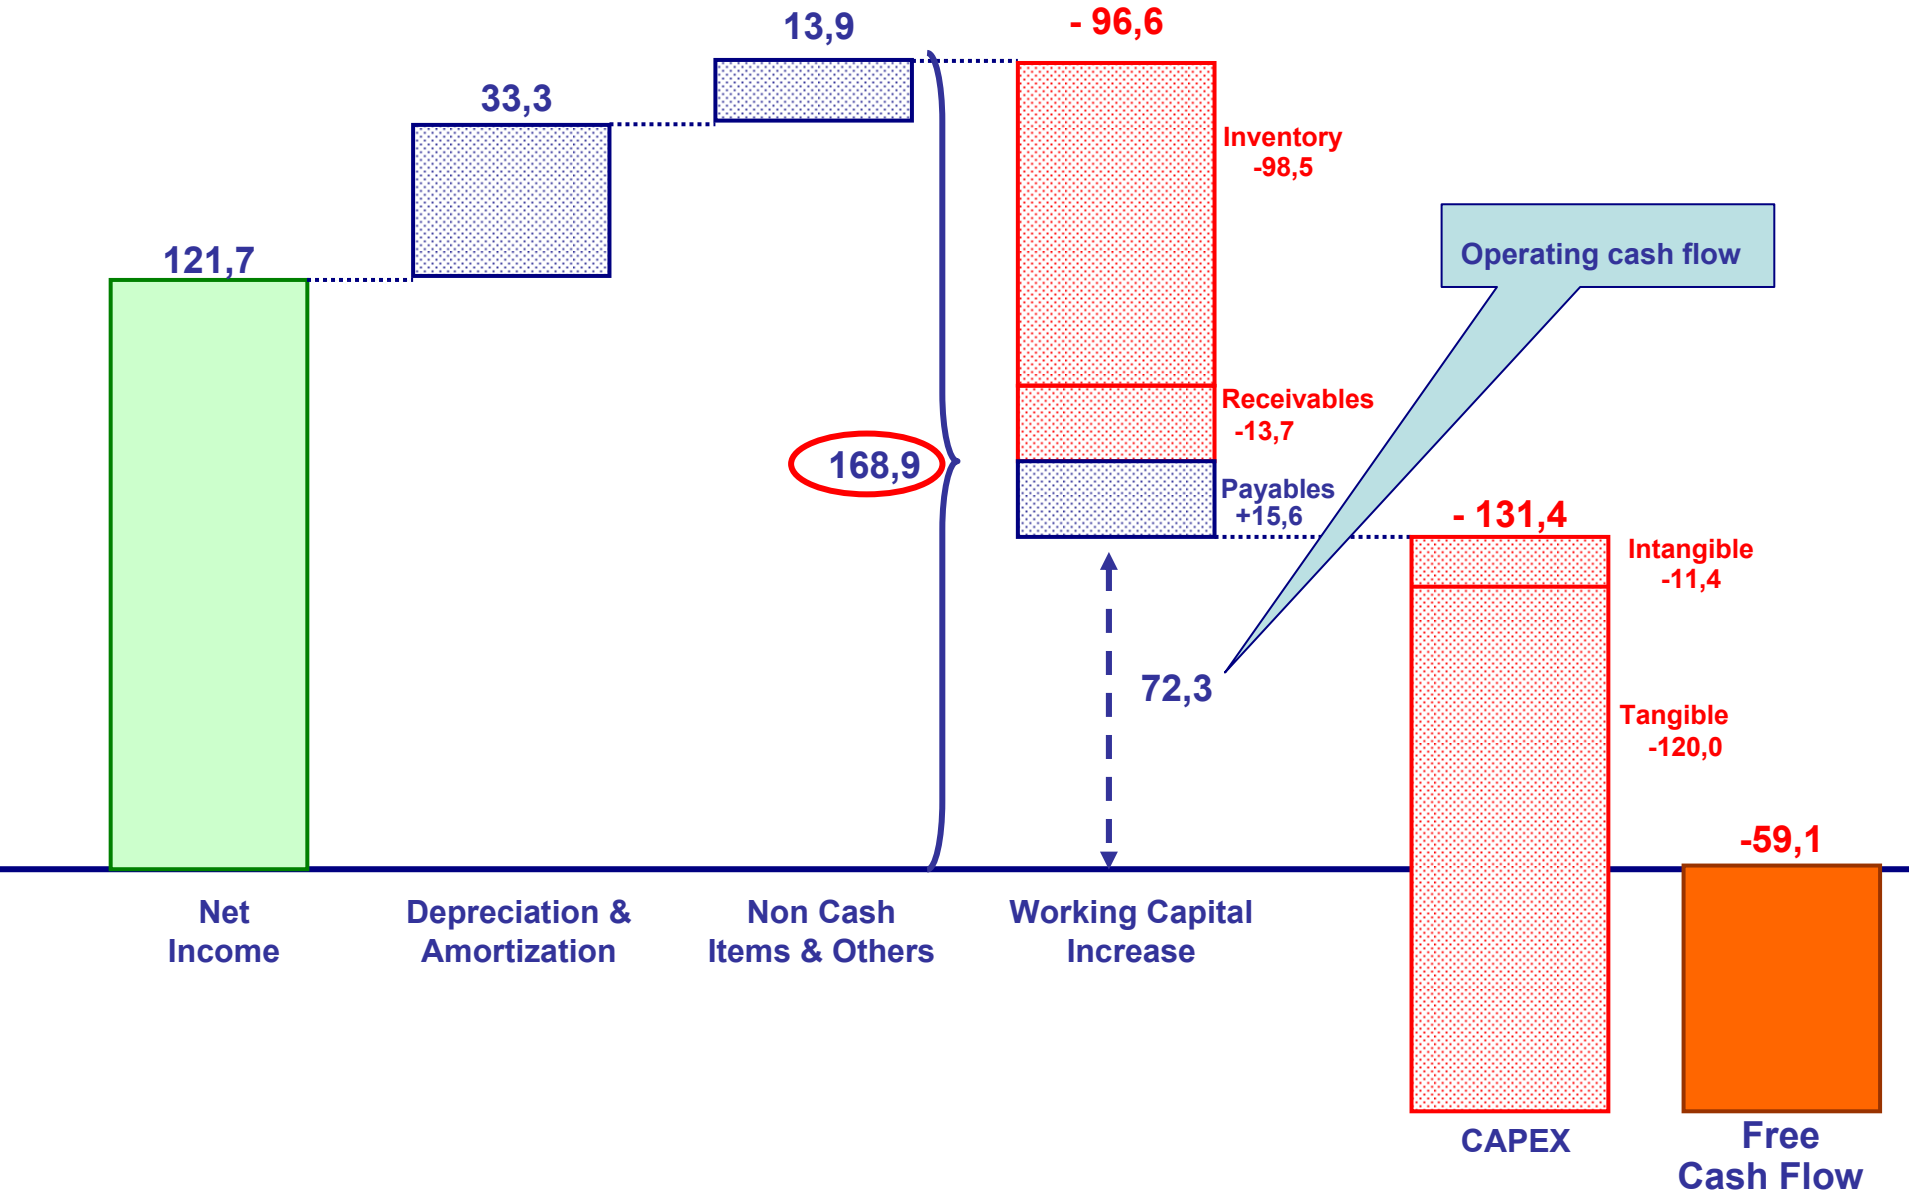 13,9
- 96,6
33,3
Inventory
-98,5
121,7
Operating cash flow
Receivables
-13,7
168,9
Payables
+15,6
- 131,4
Intangible
-11,4
72,3
Tangible
-120,0
-59,1
Net
Income
Depreciation &
Amortization
Non Cash
Items & Others
Working Capital
Increase
CAPEX
Free
Cash Flow